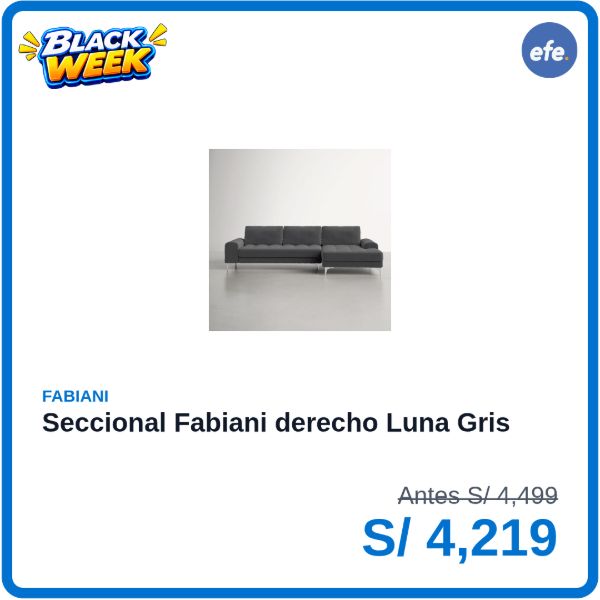 BLACK
WEEK
efe.
FABIANI
Seccional Fabiani derecho Luna Gris
Antes S/ 4,499
S/ 4,219